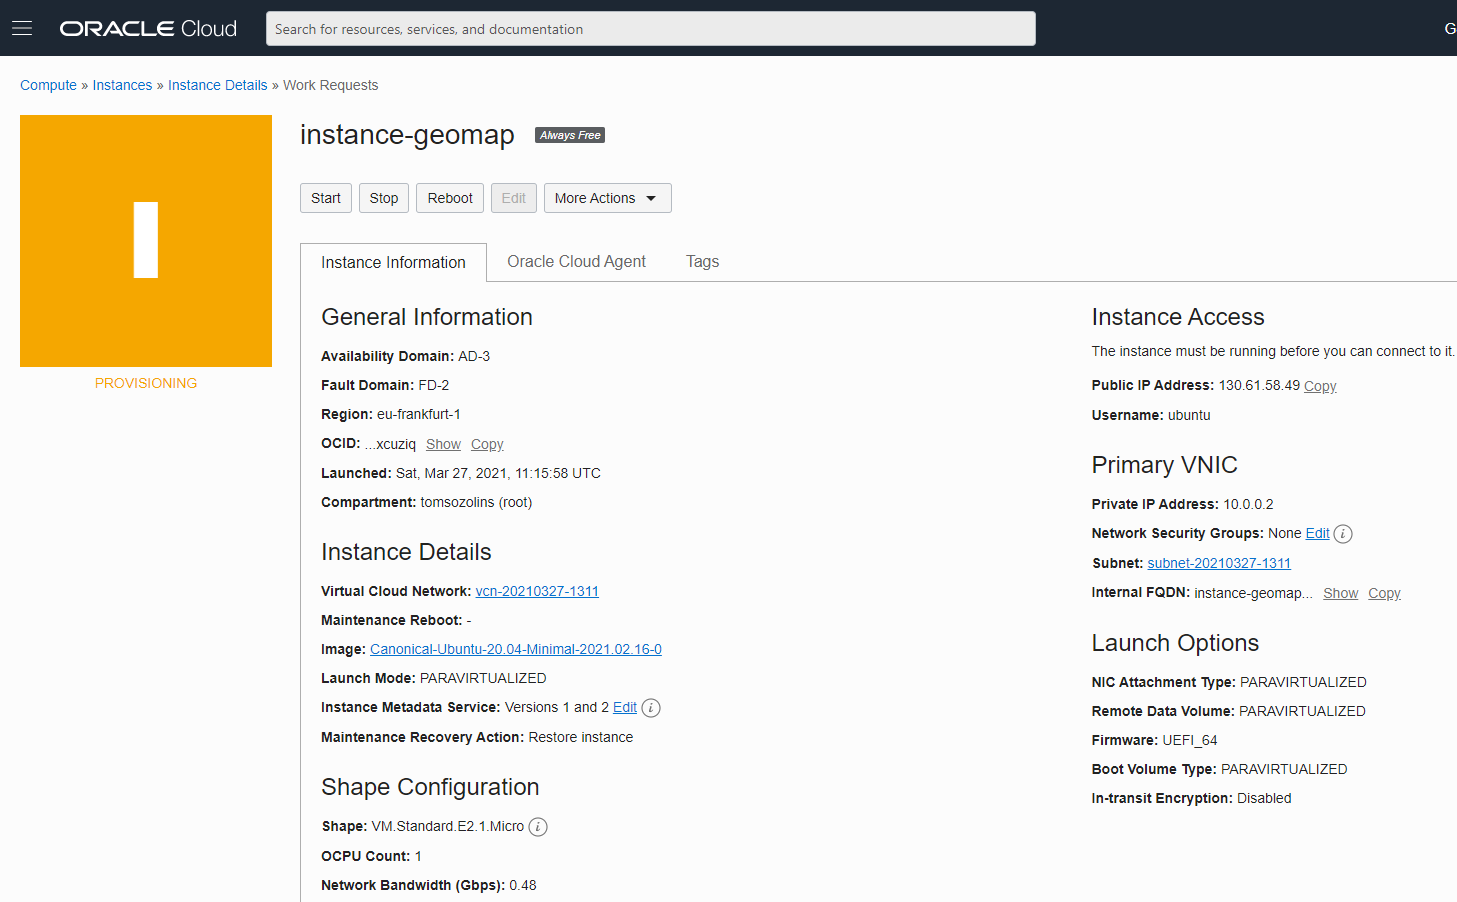 ORACLE Cloud
Search for resources, services, and documentation
G
Compute » Instances » Instance Details » Work Requests
I
PROVISIONING
instance-geomap Always Free
Start Stop Reboot Edit More Actions
Instance Information Oracle Cloud Agent Tags
General Information
Availability Domain: AD-3
Fault Domain: FD-2
Region: eu-frankfurt-1
OCID: ...xcuziq Show Copy
Launched: Sat, Mar 27, 2021, 11:15:58 UTC
Compartment: tomsozolins (root)
Instance Details
Virtual Cloud Network: vcn-20210327-1311
Maintenance Reboot: -
Image: Canonical-Ubuntu-20.04-Minimal-2021.02.16-0
Launch Mode: PARAVIRTUALIZED
Instance Metadata Service: Versions 1 and 2 Edit i
Maintenance Recovery Action: Restore instance
Shape Configuration
Shape: VM.Standard.E2.1.Micro i
OCPU Count: 1
Network Bandwidth (Gbps): 0.48
Instance Access
The instance must be running before you can connect to it.
Public IP Address: 130.61.58.49 Copy
Username: ubuntu
Primary VNIC
Private IP Address: 10.0.0.2
Network Security Groups: None Edit i
Subnet: subnet-20210327-1311
Internal FQDN: instance-geomap... Show Copy
Launch Options
NIC Attachment Type: PARAVIRTUALIZED
Remote Data Volume: PARAVIRTUALIZED
Firmware: UEFI_64
Boot Volume Type: PARAVIRTUALIZED
In-transit Encryption: Disabled